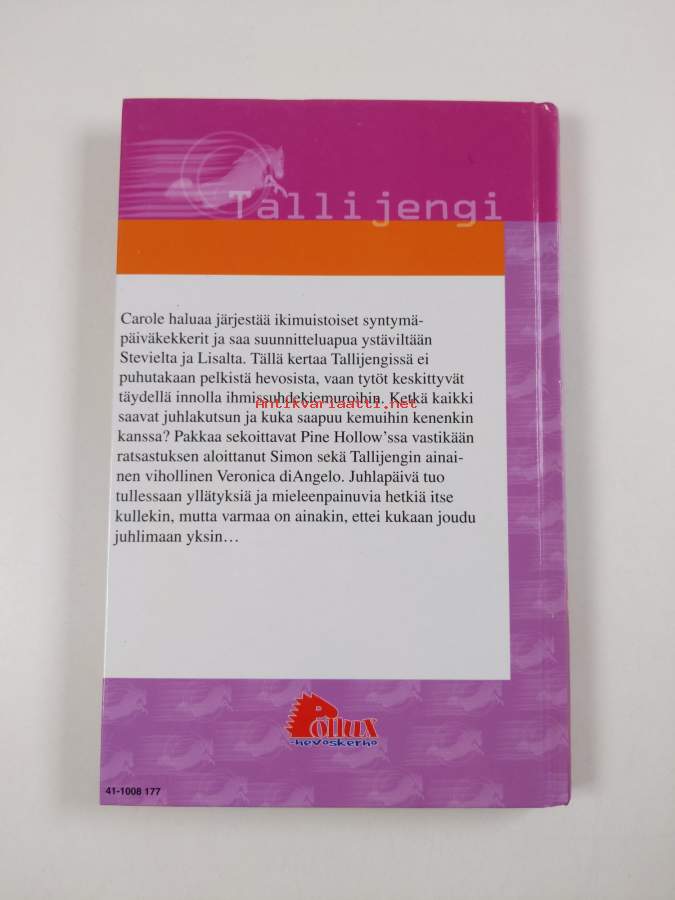 Tallijengi
Carole haluaa järjestää ikimuistoiset syntymä-
päiväkekkerit ja saa suunnitteluapua ystäviltään
Stevielta ja Lisalta. Tällä kertaa Tallijengissä ei
puhutakaan pelkistä hevosista, vaan tytöt keskittyvät
täydellä innolla ihmissuhdekiemuroihin. Ketkä kaikki
Antikvariaatti.net
saavat juhlakutsun ja kuka saapuu kemuihin kenenkin
kanssa? Pakkaa sekoittavat Pine Hollow'ssa vastikään
ratsastuksen aloittanut Simon sekä Tallijengin ainai-
nen vihollinen Veronica diAngelo. Juhlapäivä tuo
tullessaan yllätyksiä ja mieleenpainuvia hetkiä itse
kullekin, mutta varmaa on ainakin, ettei kukaan joudu
juhlimaan yksin…
Pollux
-hevoskerho
41-1008 177